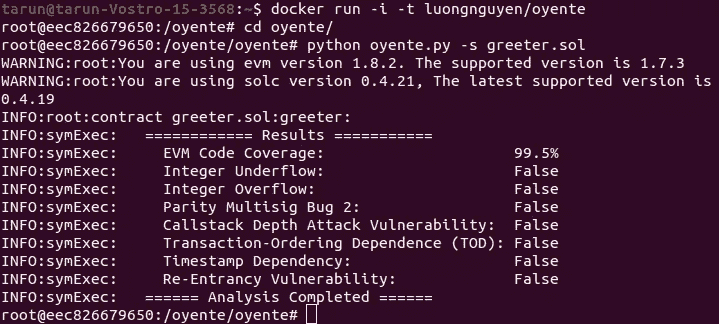 tarun@tarun-Vostro-15-3568:~$ docker run -i -t luongnguyen/oyente
root@eec826679650:/oyente# cd oyente/
root@eec826679650:/oyente/oyente# python oyente.py -s greeter.sol
WARNING:root:You are using evm version 1.8.2. The supported version is 1.7.3
WARNING:root:You are using solc version 0.4.21, The latest supported version is
0.4.19
INFO:root:contract greeter.sol:greeter:
INFO:symExec:   ============ Results ===========
INFO:symExec:     EVM Code Coverage:                     99.5%
INFO:symExec:     Integer Underflow:                     False
INFO:symExec:     Integer Overflow:                      False
INFO:symExec:     Parity Multisig Bug 2:                 False
INFO:symExec:     Callstack Depth Attack Vulnerability:  False
INFO:symExec:     Transaction-Ordering Dependence (TOD): False
INFO:symExec:     Timestamp Dependency:                  False
INFO:symExec:     Re-Entrancy Vulnerability:             False
INFO:symExec:   ====== Analysis Completed ======
root@eec826679650:/oyente/oyente#